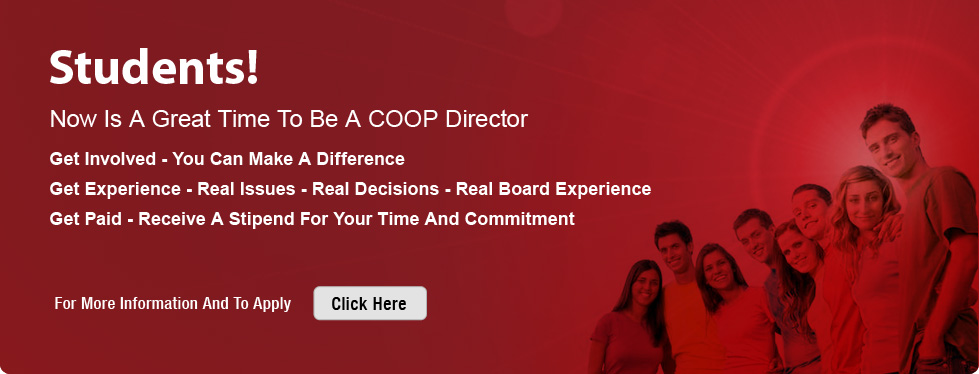 Students!
Now Is A Great Time To Be A COOP Director
Get Involved - You Can Make A Difference
Get Experience - Real Issues - Real Decisions - Real Board Experience
Get Paid - Receive A Stipend For Your Time And Commitment
For More Information And To Apply Click Here